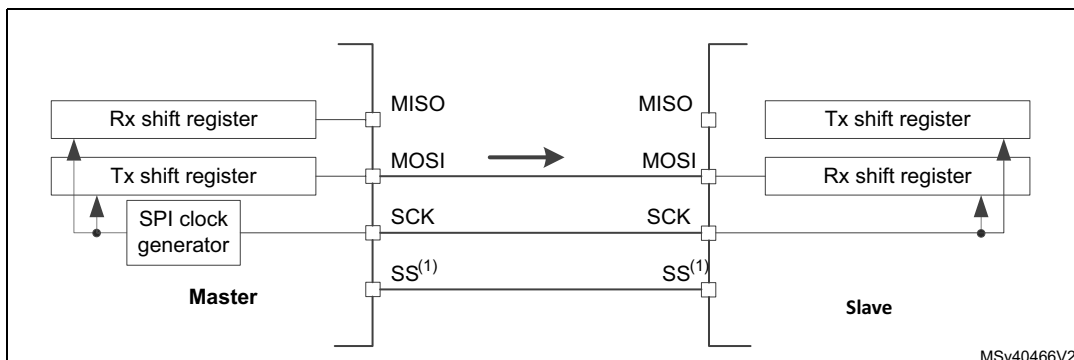 MISO
MISO
Rx shift register
Tx shift register
MOSI
MOSI
Tx shift register
Rx shift register
SPI clock
generator
SCK
SCK
SS(1)
SS(1)
Master
Slave
MSv40466V2